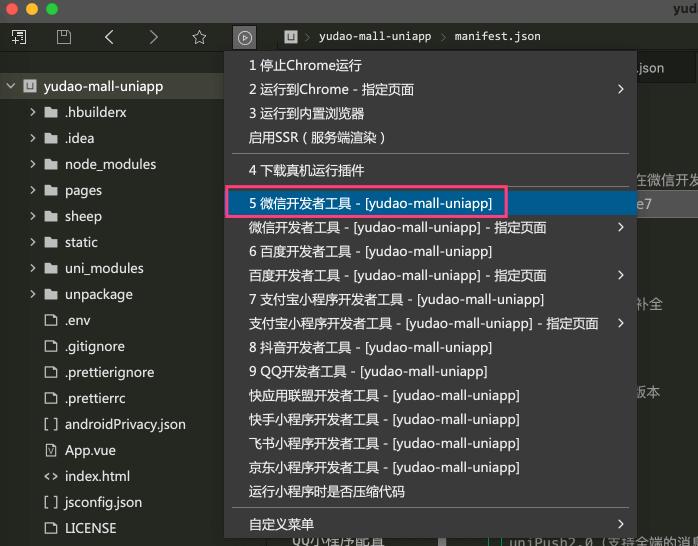 yud
yudao-mall-uniapp
manifest.json
yudao-mall-uniapp
.hbuilderx
.idea
node_modules
pages
sheep
static
uni_modules
unpackage
.env
.gitignore
.prettierignore
.prettierrc
androidPrivacy.json
App.vue
index.html
jsconfig.json
LICENSE
1 停止Chrome运行
2 运行到Chrome - 指定页面
3 运行到内置浏览器
启用SSR（服务端渲染）
4 下载真机运行插件
5 微信开发者工具 - [yudao-mall-uniapp]
微信开发者工具 - [yudao-mall-uniapp] - 指定页面
6 百度开发者工具 - [yudao-mall-uniapp]
百度开发者工具 - [yudao-mall-uniapp] - 指定页面
7 支付宝小程序开发者工具 - [yudao-mall-uniapp]
支付宝小程序开发者工具 - [yudao-mall-uniapp] - 指定页面
8 抖音开发者工具 - [yudao-mall-uniapp]
9 QQ开发者工具 - [yudao-mall-uniapp]
快应用联盟开发者工具 - [yudao-mall-uniapp]
快手小程序开发者工具 - [yudao-mall-uniapp]
飞书小程序开发者工具 - [yudao-mall-uniapp]
京东小程序开发者工具 - [yudao-mall-uniapp]
运行小程序时是否压缩代码
自定义菜单
.json
在微信开发
e7
补全
版本
QQ小程序配置
uniPush2.0（支持全端的消